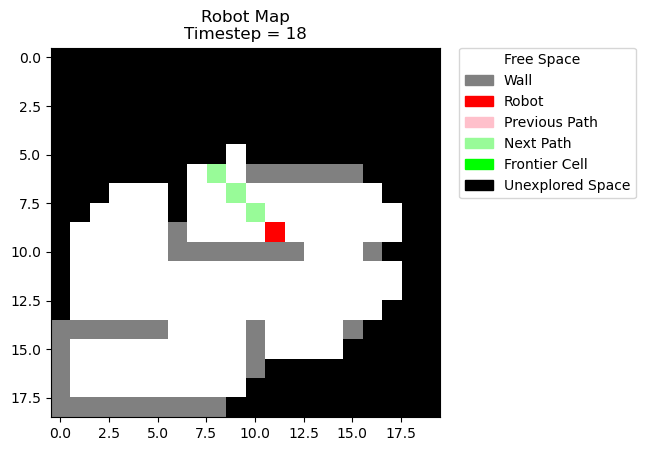 Robot Map
Timestep = 18
0.0
2.5
5.0
7.5
10.0
12.5
15.0
17.5
0.0
2.5
5.0
7.5
10.0
12.5
15.0
17.5
Free Space
Wall
Robot
Previous Path
Next Path
Frontier Cell
Unexplored Space